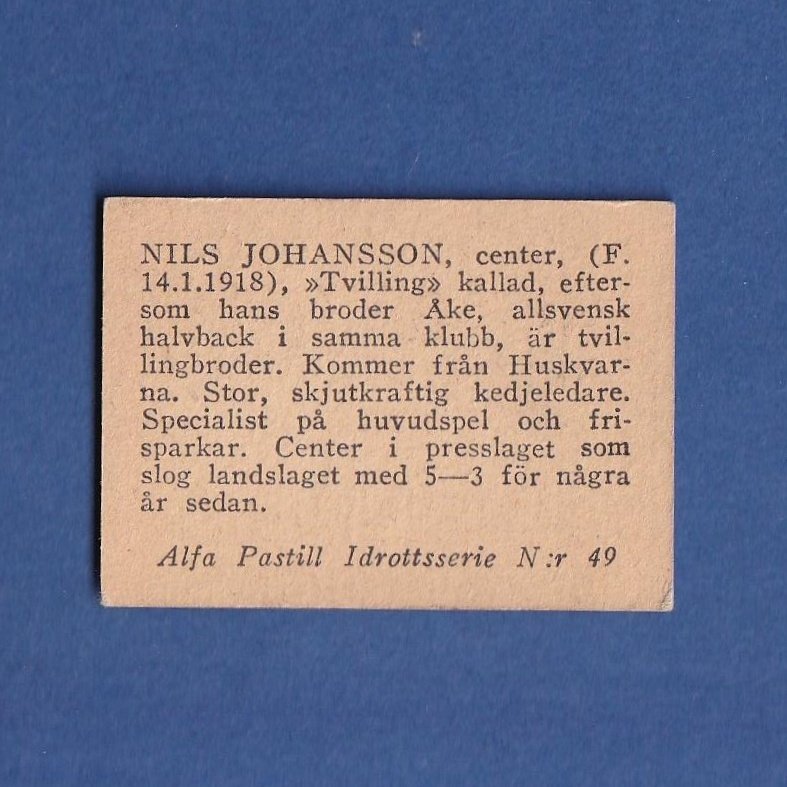 NILS JOHANSSON, center, (F.
14.1.1918), »Tvilling» kallad, efter-
som hans broder Åke, allsvensk
halvback i samma klubb, är tvil-
lingbroder. Kommer från Huskvar-
na. Stor, skjutkraftig kedjeledare.
Specialist på huvudspel och fri-
sparkar. Center i presslaget som
slog landslaget med 5—3 för några
år sedan.
Alfa Pastill Idrottsserie N:r 49